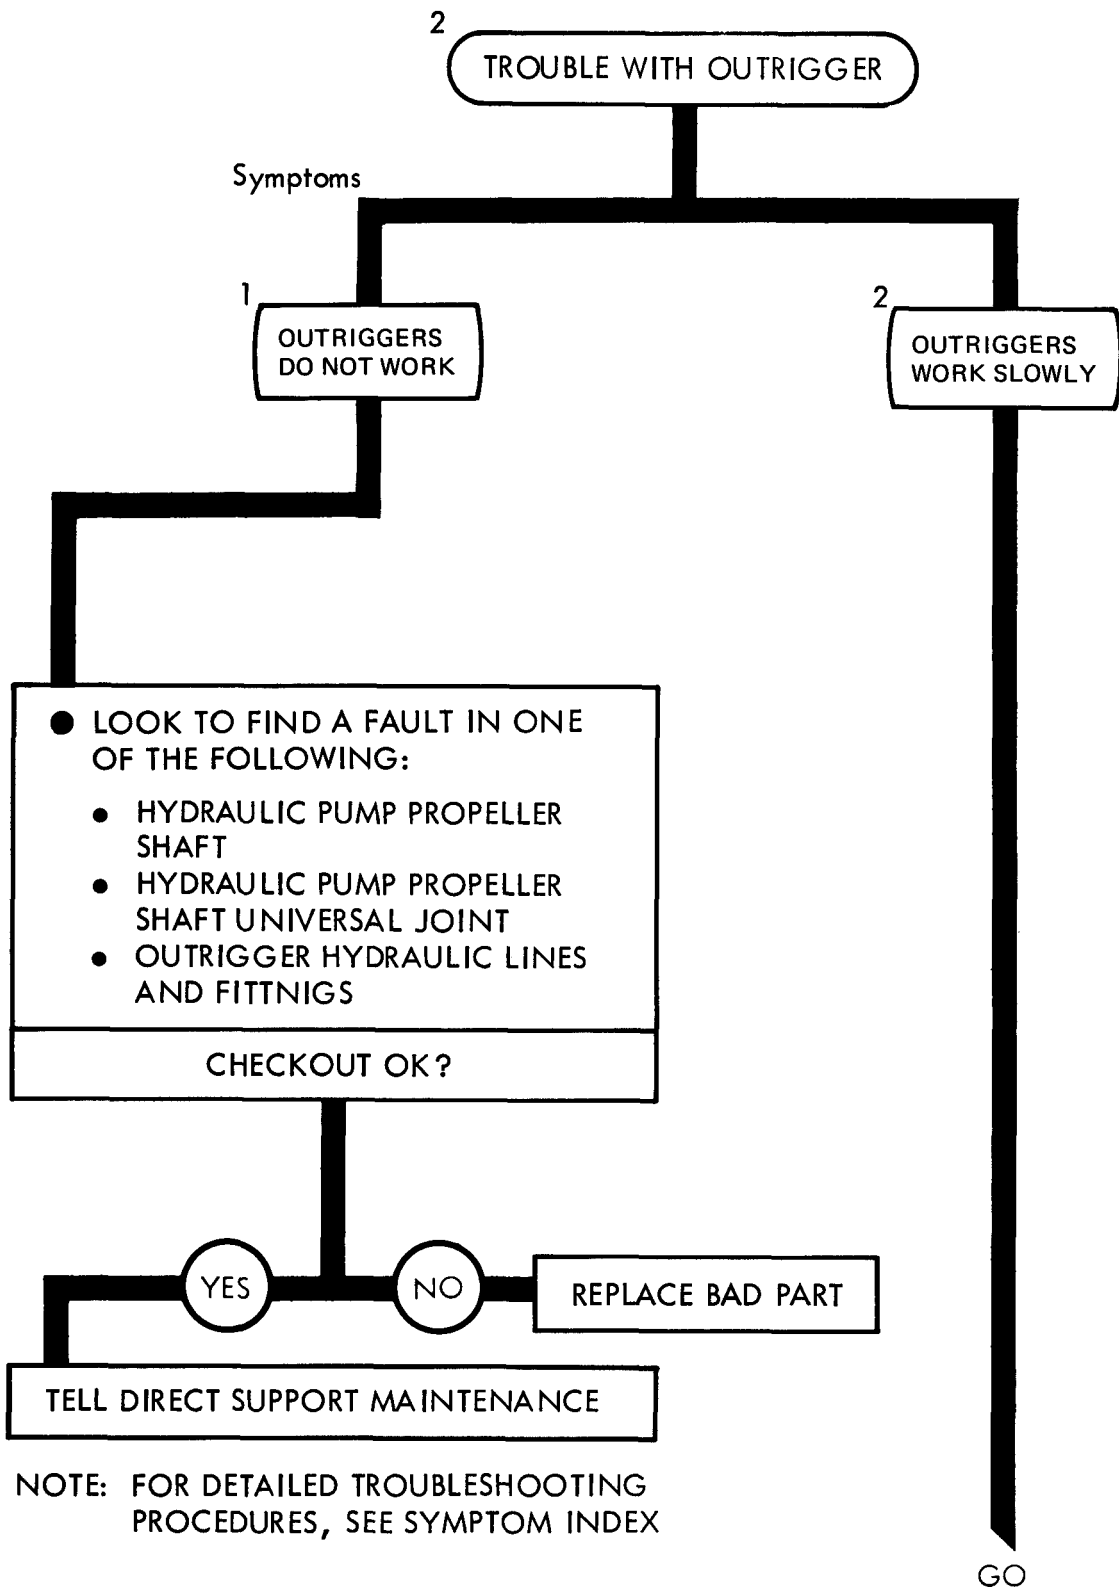 2
TROUBLE WITH OUTRIGGER
Symptoms
1
OUTRIGGERS
DO NOT WORK
2
OUTRIGGERS
WORK SLOWLY
● LOOK TO FIND A FAULT IN ONE
OF THE FOLLOWING:
● HYDRAULIC PUMP PROPELLER
SHAFT
● HYDRAULIC PUMP PROPELLER
SHAFT UNIVERSAL JOINT
● OUTRIGGER HYDRAULIC LINES
AND FITTNIGS
CHECKOUT OK?
YES
NO
REPLACE BAD PART
TELL DIRECT SUPPORT MAINTENANCE
NOTE: FOR DETAILED TROUBLESHOOTING
PROCEDURES, SEE SYMPTOM INDEX
GO